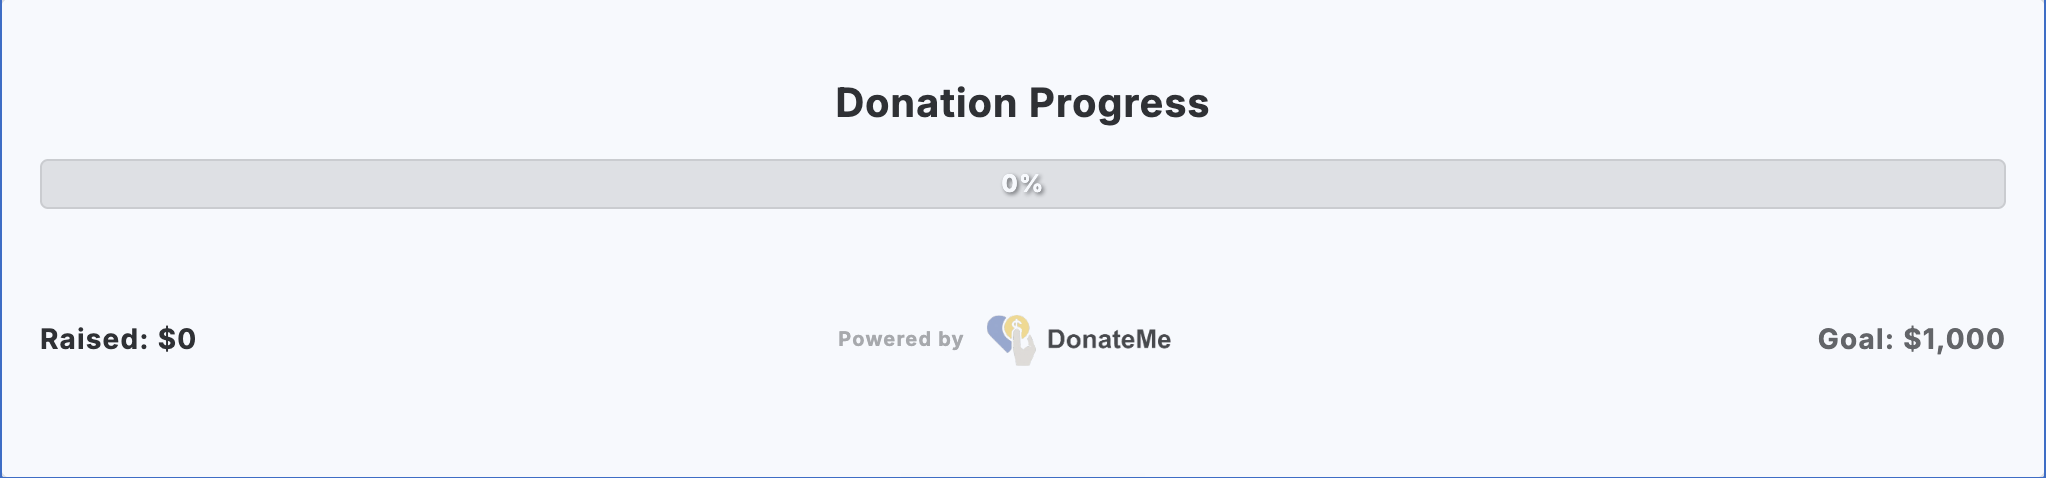 Donation Progress
0%
Raised: $0
Powered by DonateMe
Goal: $1,000